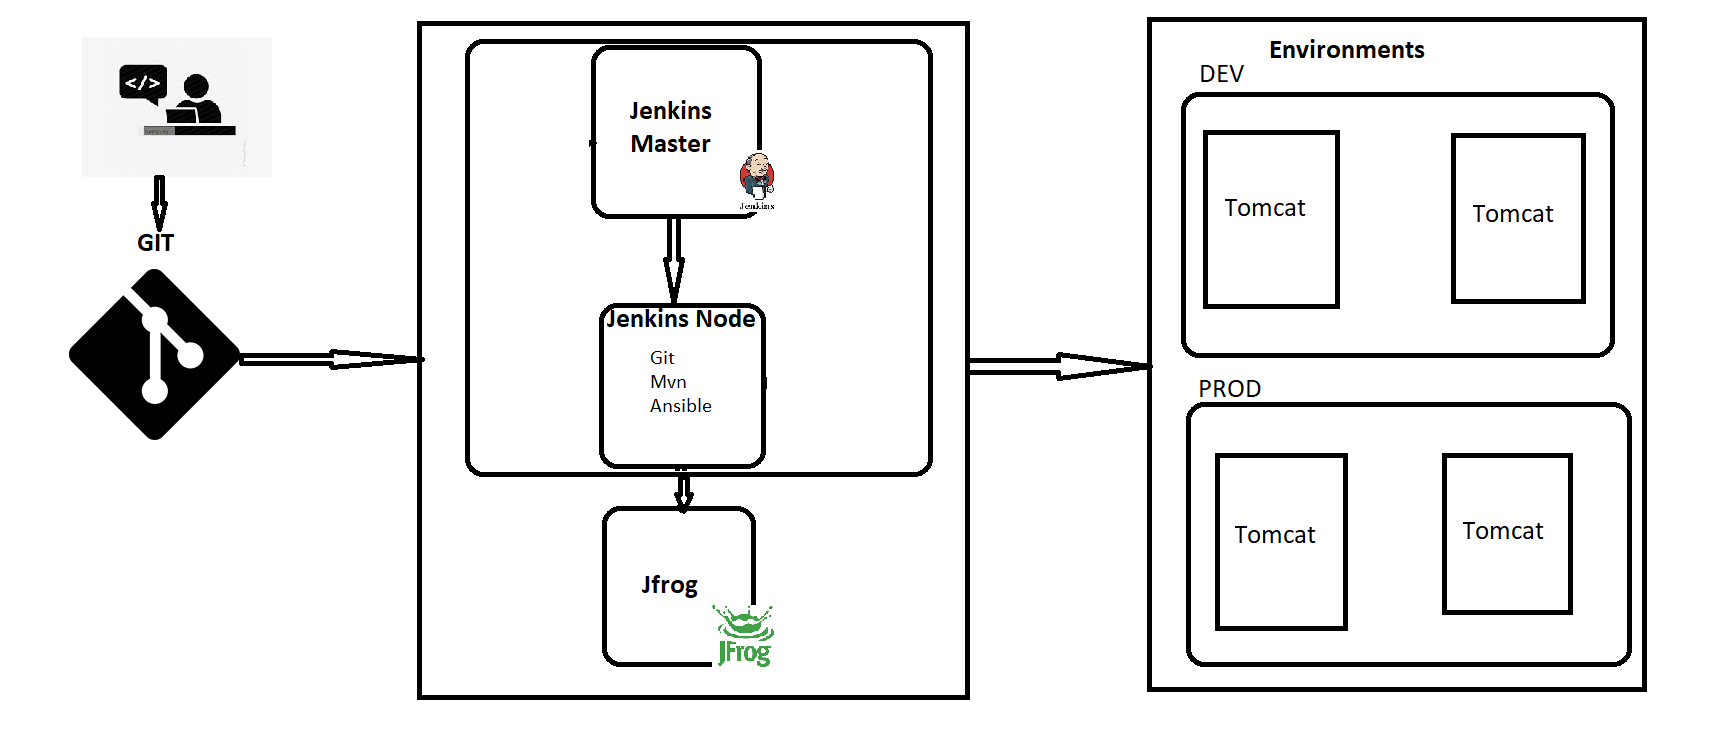 </>
GIT
Jenkins
Master
Jenkins
Jenkins Node
Git
Mvn
Ansible
Jfrog
JFrog
Environments
DEV
Tomcat
Tomcat
PROD
Tomcat
Tomcat